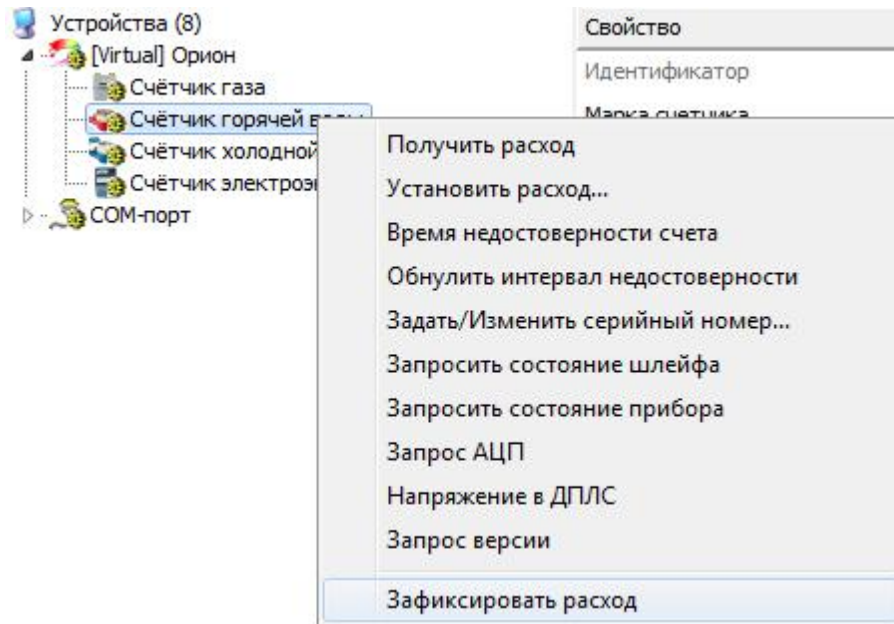 Устройства (8)
[Virtual] Орион
Счётчик газа
Счётчик горячей
Счётчик холодной
Счётчик
COM-порт
Свойство
Идентификатор
Марка счетчика
Получить расход
Установить расход...
Время недостоверности счета
Обнулить интервал недостоверности
Задать/Изменить серийный номер...
Запросить состояние шлейфа
Запросить состояние прибора
Запрос АЦП
Напряжение в ДПЛС
Запрос версии
Зафиксировать расход